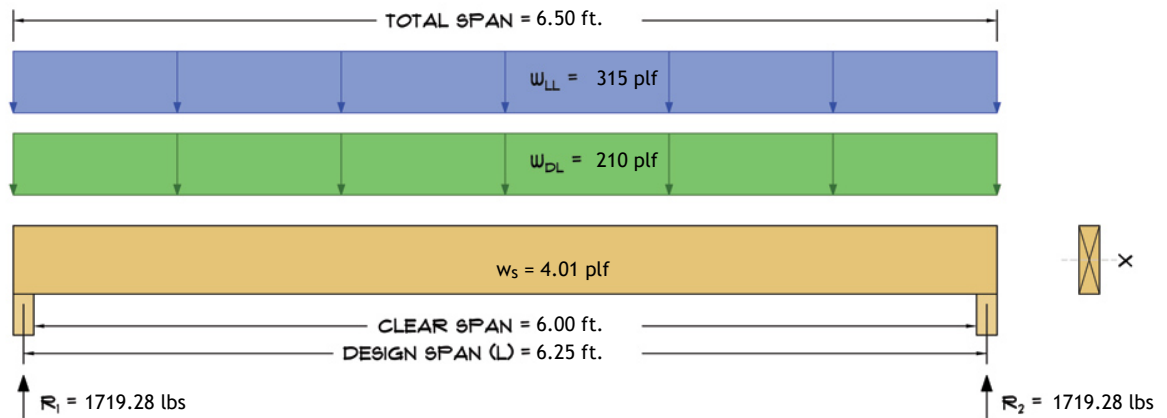 TOTAL SPAN = 6.50 ft.
W_LL = 315 plf
W_DL = 210 plf
w_s = 4.01 plf
X
CLEAR SPAN = 6.00 ft.
DESIGN SPAN (L) = 6.25 ft.
R_1 = 1719.28 lbs
R_2 = 1719.28 lbs